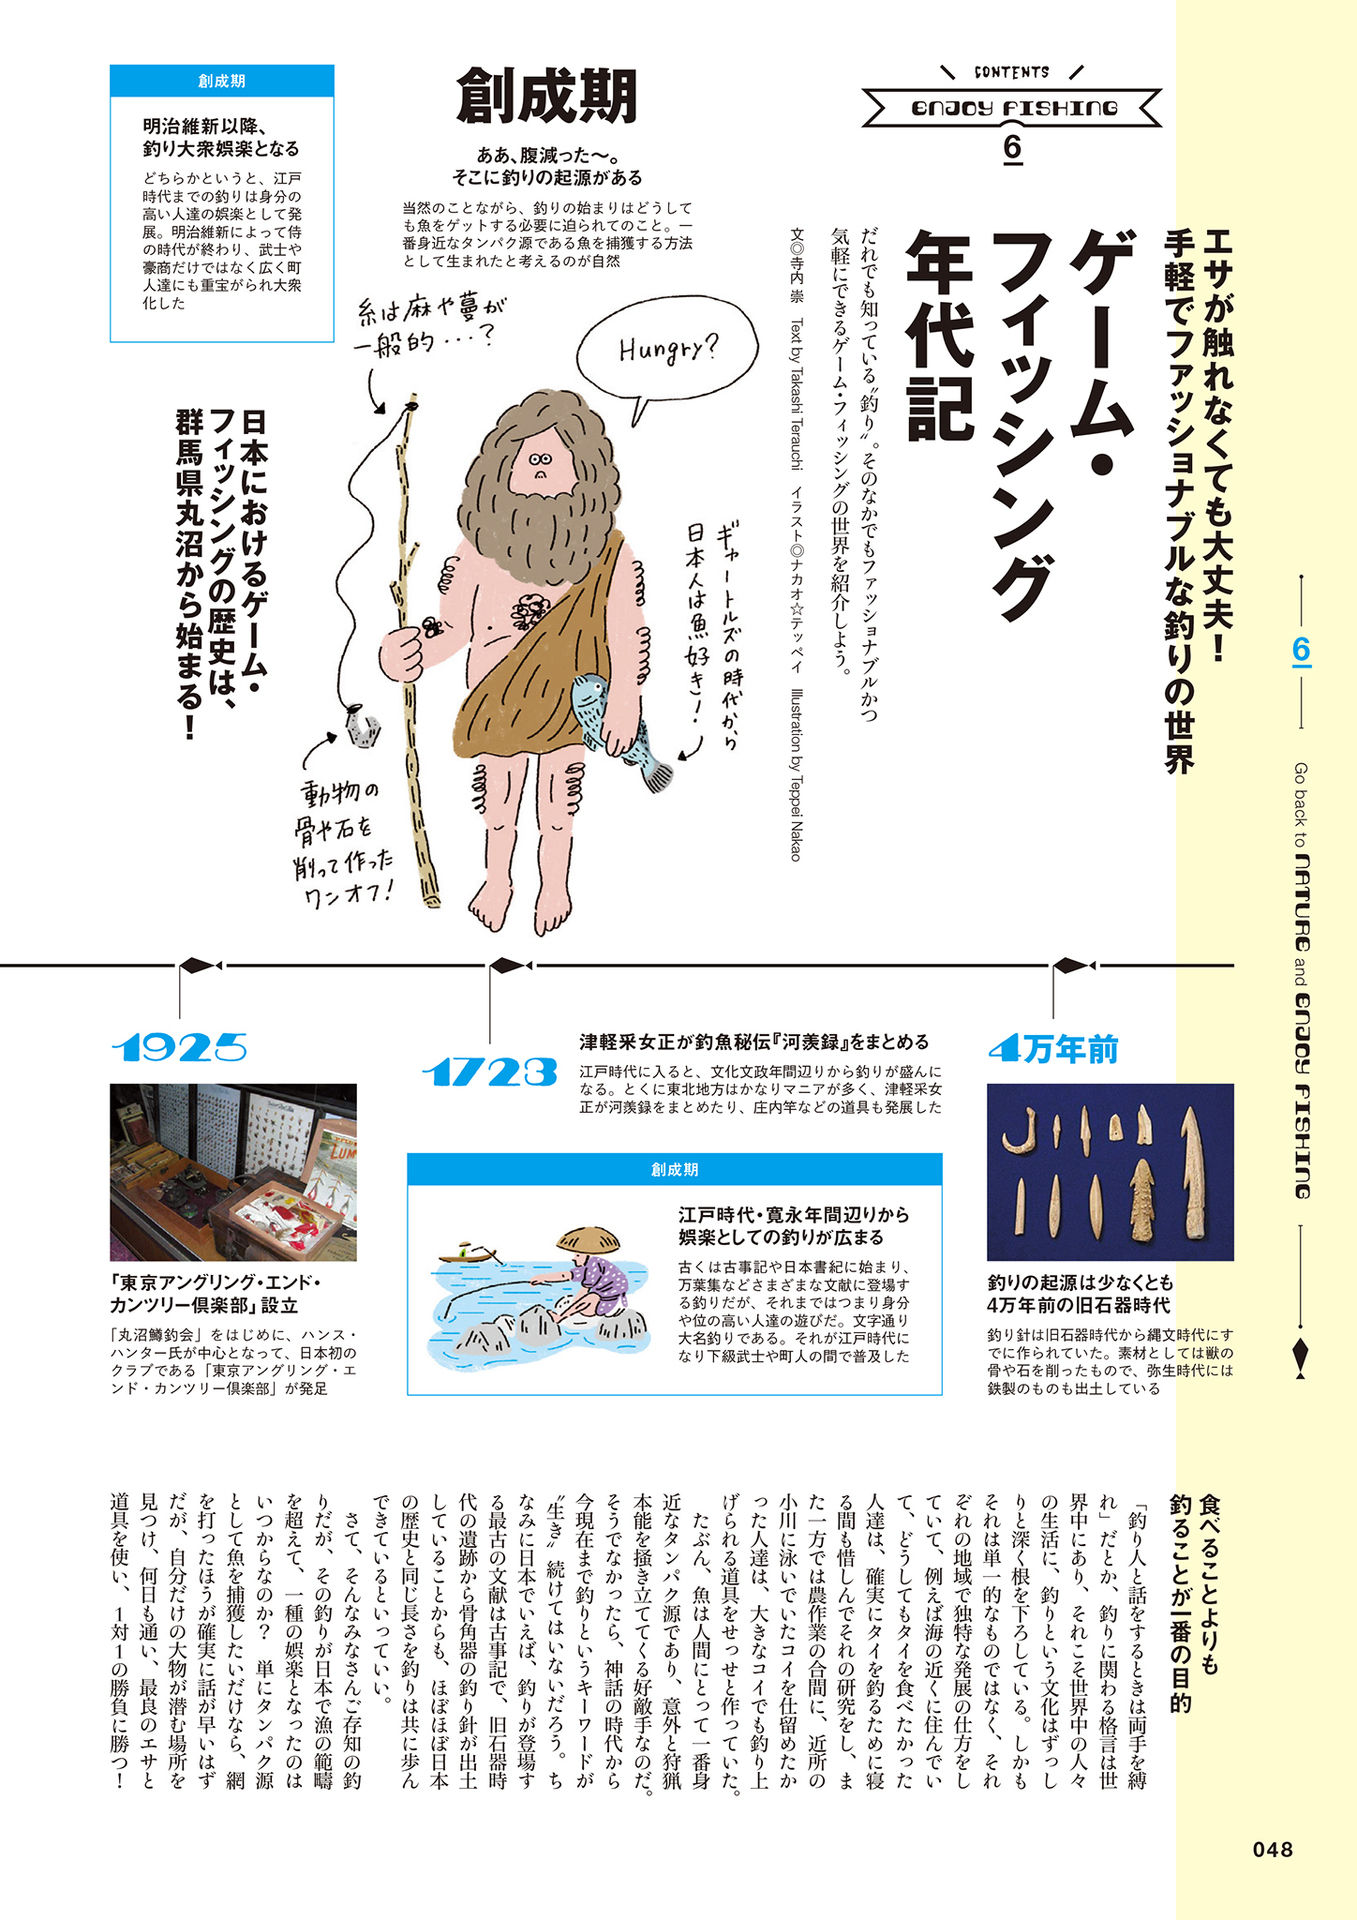 CONTENTS
ENJOY FISHING
6
エサが触れなくても大丈夫！
手軽でファッショナブルな釣りの世界
ゲーム・
フィッシング
年代記
だれでも知っている〝釣り〟。そのなかでもファッショナブルかつ
気軽にできるゲーム・フィッシングの世界を紹介しよう。
文◎寺内 崇　Text by Takashi Terauchi　イラスト◎ナカオ☆テッペイ　Illustration by Teppei Nakao
創成期
ああ、腹減った〜。
そこに釣りの起源がある
当然のことながら、釣りの始まりはどうして
も魚をゲットする必要に迫られてのこと。一
番身近なタンパク源である魚を捕獲する方法
として生まれたと考えるのが自然
糸は麻や蔓が
一般的・・・？
Hungry?
ギャートルズの時代から
日本人は魚好き！
動物の
骨や石を
削って作った
ワンオフ！
創成期
明治維新以降、
釣り大衆娯楽となる
どちらかというと、江戸
時代までの釣りは身分の
高い人達の娯楽として発
展。明治維新によって侍
の時代が終わり、武士や
豪商だけではなく広く町
人達にも重宝がられ大衆
化した
日本におけるゲーム・
フィッシングの歴史は、
群馬県丸沼から始まる！
4万年前
釣りの起源は少なくとも
4万年前の旧石器時代
釣り針は旧石器時代から縄文時代にす
でに作られていた。素材としては獣の
骨や石を削ったもので、弥生時代には
鉄製のものも出土している
1723
津軽采女正が釣魚秘伝『河羨録』をまとめる
江戸時代に入ると、文化文政年間辺りから釣りが盛んに
なる。とくに東北地方はかなりマニアが多く、津軽采女
正が河羨録をまとめたり、庄内竿などの道具も発展した
創成期
江戸時代・寛永年間辺りから
娯楽としての釣りが広まる
古くは古事記や日本書紀に始まり、
万葉集などさまざまな文献に登場す
る釣りだが、それまではつまり身分
や位の高い人達の遊びだ。文字通り
大名釣りである。それが江戸時代に
なり下級武士や町人の間で普及した
1925
LUM
「東京アングリング・エンド・
カンツリー倶楽部」設立
「丸沼鱒釣会」をはじめに、ハンス・
ハンター氏が中心となって、日本初の
クラブである「東京アングリング・エ
ンド・カンツリー倶楽部」が発足
食べることよりも
釣ることが一番の目的
「釣り人と話をするときは両手を縛
れ」だとか、釣りに関わる格言は世
界中にあり、それこそ世界中の人々
の生活に、釣りという文化はずっし
りと深く根を下ろしている。しかも
それは単一的なものではなく、それ
ぞれの地域で独特な発展の仕方をし
ていて、例えば海の近くに住んでい
て、どうしてもタイを食べたかった
人達は、確実にタイを釣るために寝
る間も惜しんでそれの研究をし、ま
た一方では農作業の合間に、近所の
小川に泳いでいたコイを仕留めたか
った人達は、大きなコイでも釣り上
げられる道具をせっせと作っていた。
たぶん、魚は人間にとって一番身
近なタンパク源であり、意外と狩猟
本能を掻き立ててくる好敵手なのだ。
そうでなかったら、神話の時代から
今現在まで釣りというキーワードが
〝生き〟続けてはいないだろう。ち
なみに日本でいえば、釣りが登場す
る最古の文献は古事記で、旧石器時
代の遺跡から骨角器の釣り針が出土
していることからも、ほぼほぼ日本
の歴史と同じ長さを釣りは共に歩ん
できているといっていい。
さて、そんなみなさんご存知の釣
りだが、その釣りが日本で漁の範疇
を超えて、一種の娯楽となったのは
いつからなのか？　単にタンパク源
として魚を捕獲したいだけなら、網
を打ったほうが確実に話が早いはず
だが、自分だけの大物が潜む場所を
見つけ、何日も通い、最良のエサと
道具を使い、1対1の勝負に勝つ！
6
Go back to NATURE and ENJOY FISHING
048